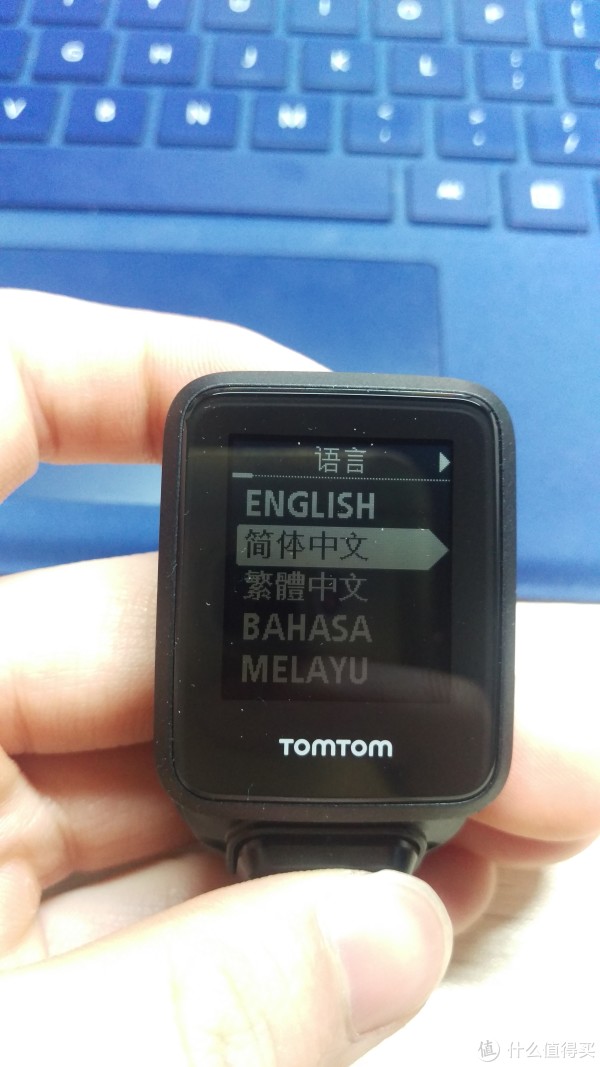 G H J K L
V B N M
语言
ENGLISH
简体中文
繁體中文
BAHASA
MELAYU
TOMTOM
值 什么值得买